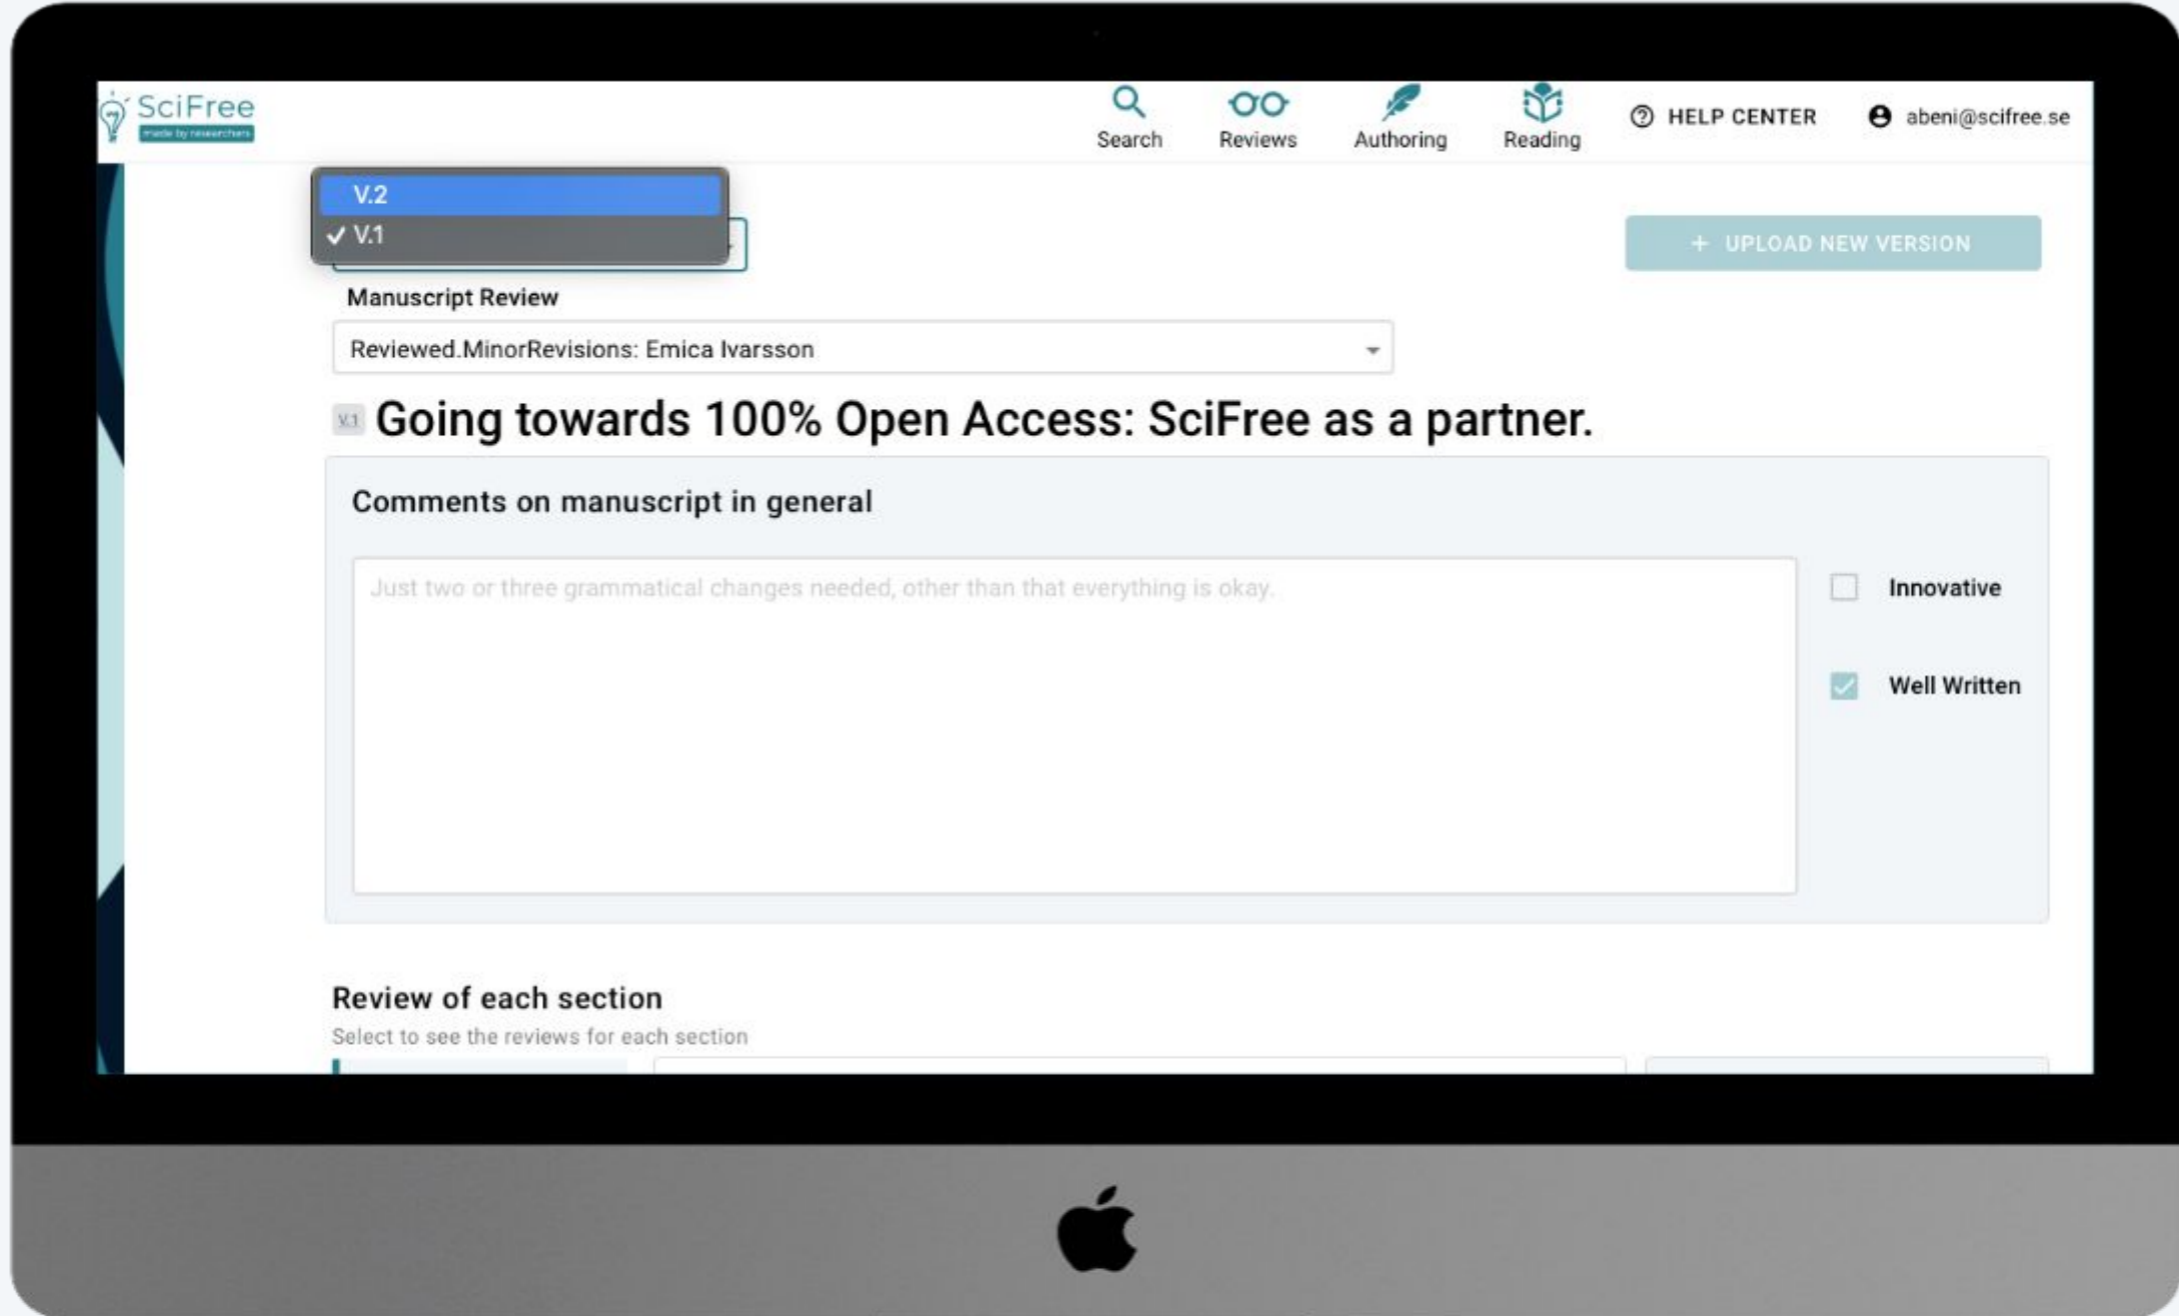 SciFree
made by researchers
Search
Reviews
Authoring
Reading
HELP CENTER
abeni@scifree.se
V.2
V.1
+ UPLOAD NEW VERSION
Manuscript Review
Reviewed.MinorRevisions: Emica Ivarsson
V.1 Going towards 100% Open Access: SciFree as a partner.
Comments on manuscript in general
Just two or three grammatical changes needed, other than that everything is okay.
Innovative
Well Written
Review of each section
Select to see the reviews for each section